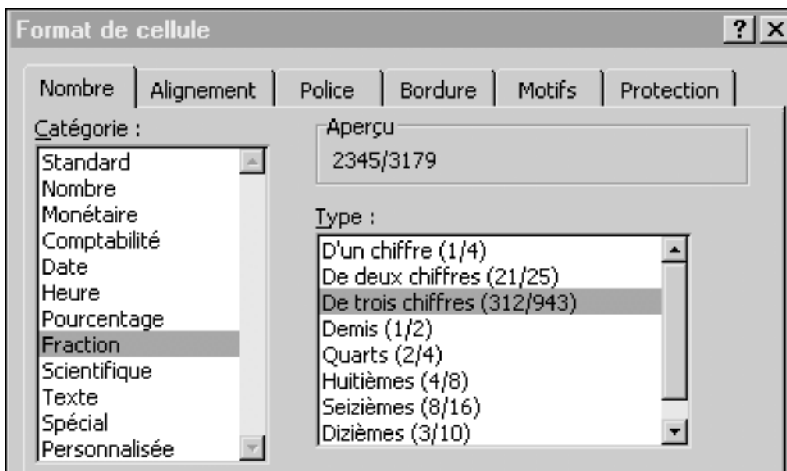 Format de cellule
Nombre Alignement Police Bordure Motifs Protection
Catégorie :
Standard
Nombre
Monétaire
Comptabilité
Date
Heure
Pourcentage
Fraction
Scientifique
Texte
Spécial
Personnalisée
Aperçu
2345/3179
Type :
D'un chiffre (1/4)
De deux chiffres (21/25)
De trois chiffres (312/943)
Demis (1/2)
Quarts (2/4)
Huitièmes (4/8)
Seizièmes (8/16)
Dizièmes (3/10)